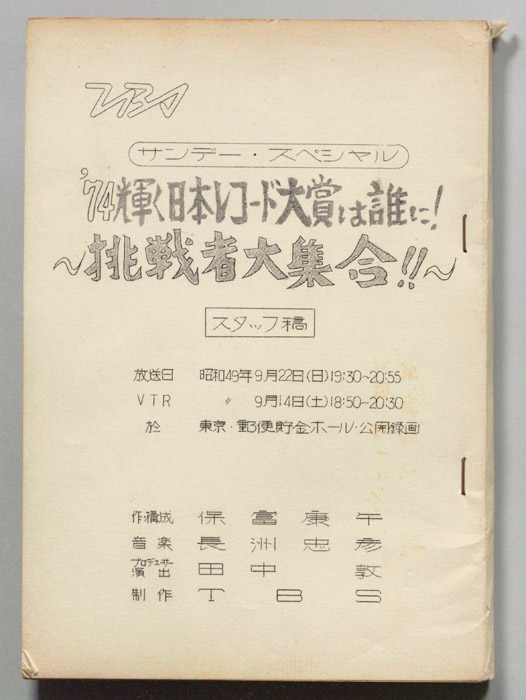 TBS
サンデー・スペシャル
'74輝く日本レコード大賞は誰に!
～挑戦者大集合!!～
スタッフ稿
放送日 昭和49年9月22日(日)19:30~20:55
VTR 〃 9月14日(土)18:50~20:30
於 東京・郵便貯金ホール・公開録画
作・構成 保富康午
音楽 長洲忠彦
プロデューサー
演出 田中敦
制作 TBS